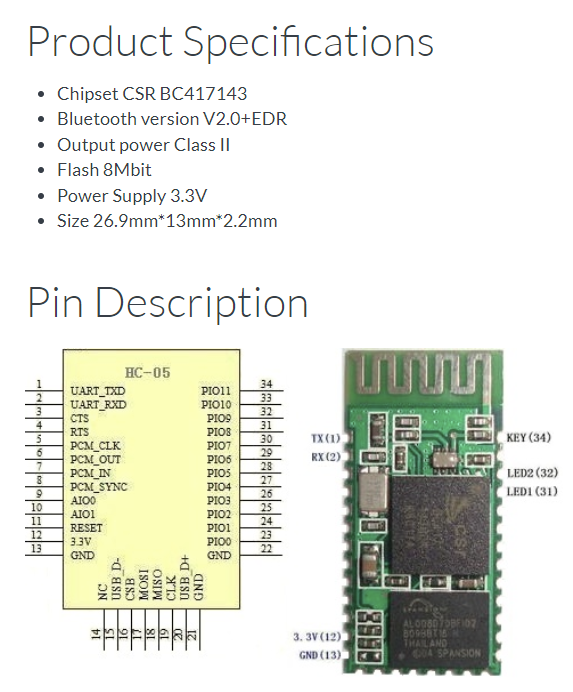 Product Specifications
Chipset CSR BC417143
Bluetooth version V2.0+EDR
Output power Class II
Flash 8Mbit
Power Supply 3.3V
Size 26.9mm*13mm*2.2mm
Pin Description
HC-05
1 UART_TXD PIO11 34
2 UART_RXD PIO10 33
3 CTS PIO9 32
4 RTS PIO8 31
5 PCM_CLK PIO7 30
6 PCM_OUT PIO6 29
7 PCM_IN PIO5 28
8 PCM_SYNC PIO4 27
9 AIO0 PIO3 26
10 AIO1 PIO2 25
11 RESET PIO1 24
12 3.3V PIO0 23
13 GND GND 22
NC USB_D- CSB MOSI MISO CLK USB_D+ GND
14 15 16 17 18 19 20 21
TX(1)
RX(2)
KEY(34)
LED2(32)
LED1(31)
3.3V(12)
GND(13)
csr
SPANSION
THAILAND
04 SPANSION